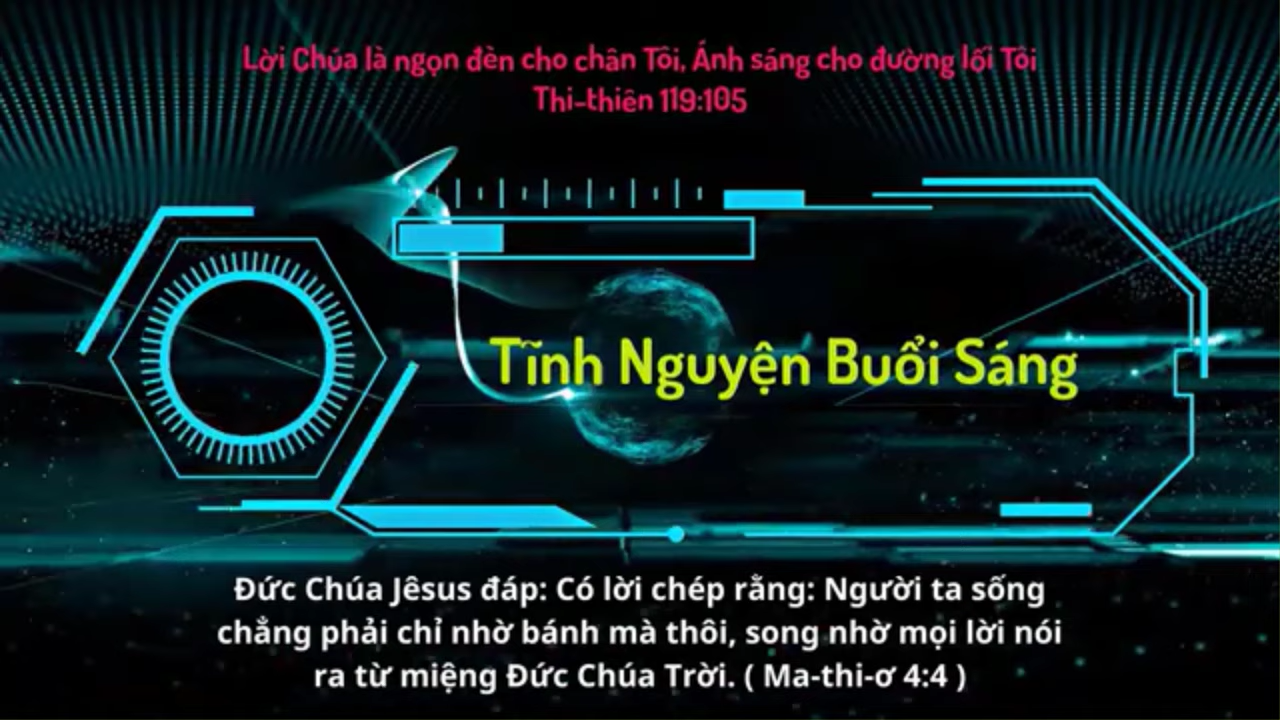 Lời Chúa là ngọn đèn cho chân Tôi, Ánh sáng cho đường lối Tôi
Thi-thiên 119:105
Tĩnh Nguyện Buổi Sáng
Đức Chúa Jêsus đáp: Có lời chép rằng: Người ta sống
chẳng phải chỉ nhờ bánh mà thôi, song nhờ mọi lời nói
ra từ miệng Đức Chúa Trời. ( Ma-thi-ơ 4:4 )